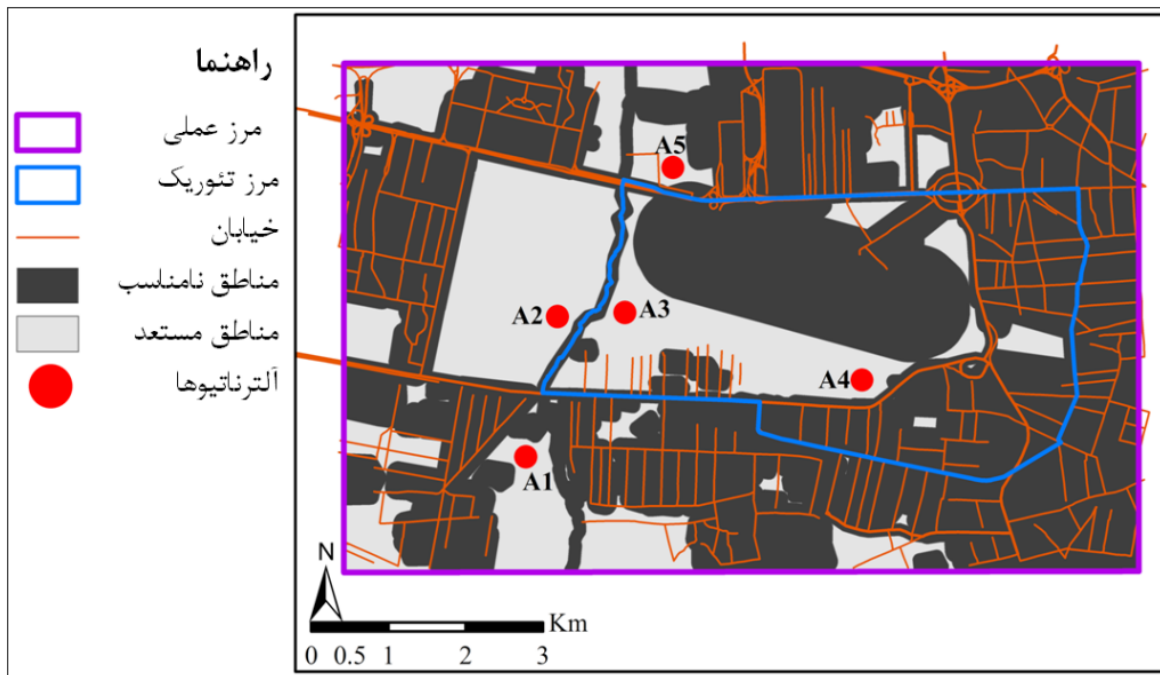 راهنما
مرز عملی
مرز تئوریک
خیابان
مناطق نامناسب
مناطق مستعد
آلترناتیوها
A5
A2
A3
A4
A1
N
Km
0 0.5 1 2 3